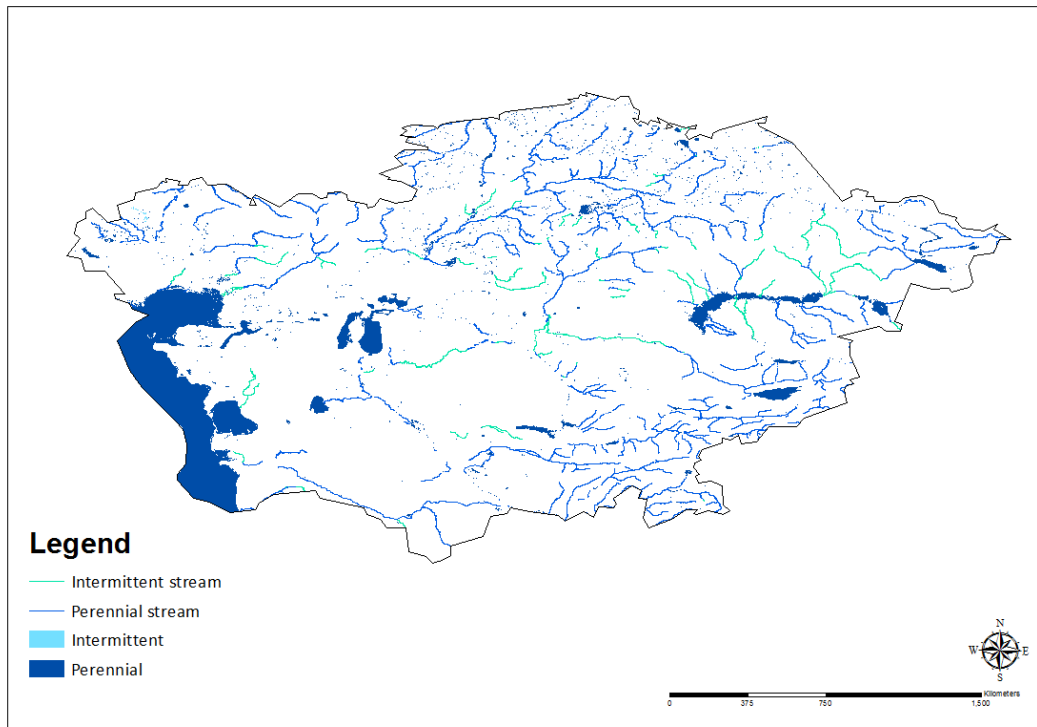 Legend
Intermittent stream
Perennial stream
Intermittent
Perennial
N
W E
S
Kilometers
0 375 750 1,500